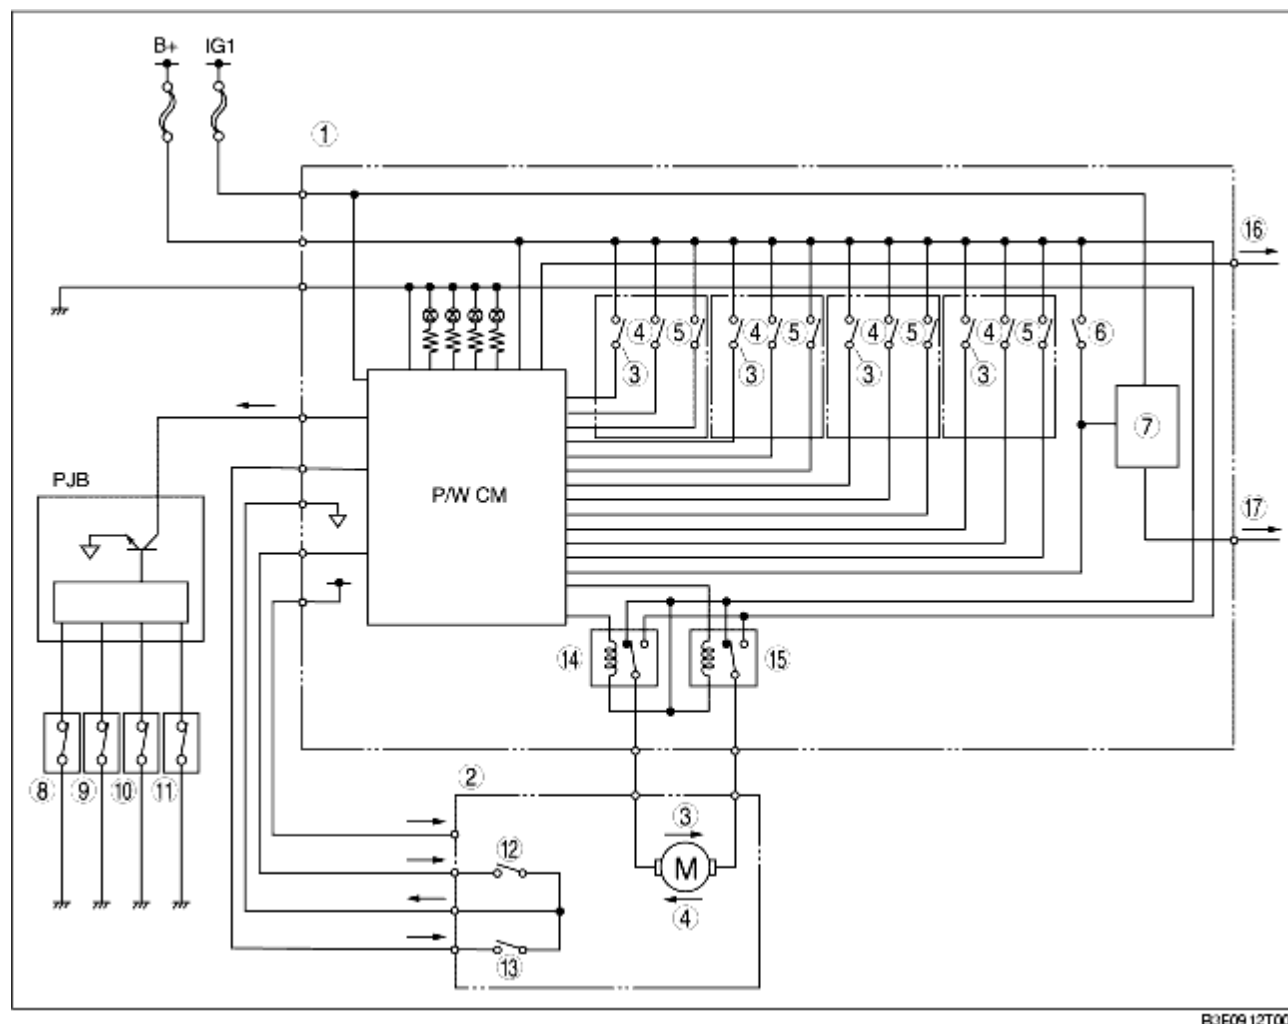 B+ IG1
①
⑯
④ ⑤ ④ ⑤ ④ ⑤ ④ ⑤ ⑥
③ ③ ③ ③
⑦
PJB
P/W CM
⑰
⑭ ⑮
⑧ ⑨ ⑩ ⑪
②
③
⑫
M
④
⑬